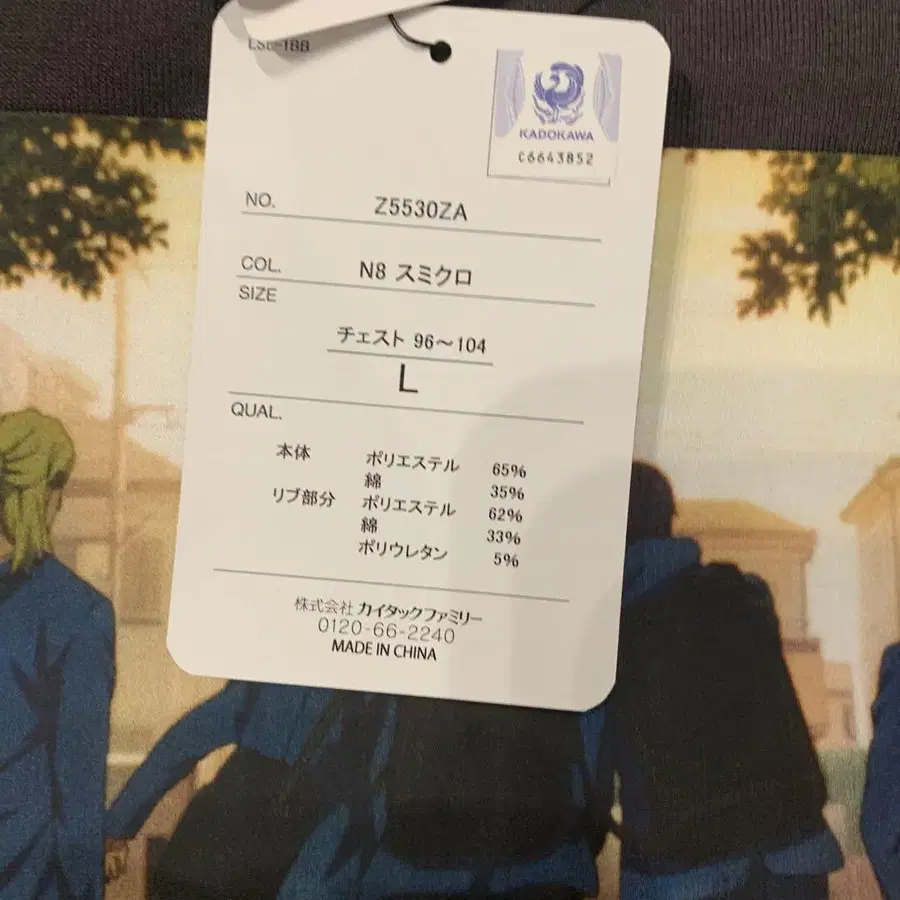 KADOKAWA
C6643852
NO. Z5530ZA
COL. N8 スミクロ
SIZE
チェスト 96～104
L
QUAL.
本体 ポリエステル 65%
綿 35%
リブ部分 ポリエステル 62%
綿 33%
ポリウレタン 5%
株式会社 カイタックファミリー
0120-66-2240
MADE IN CHINA